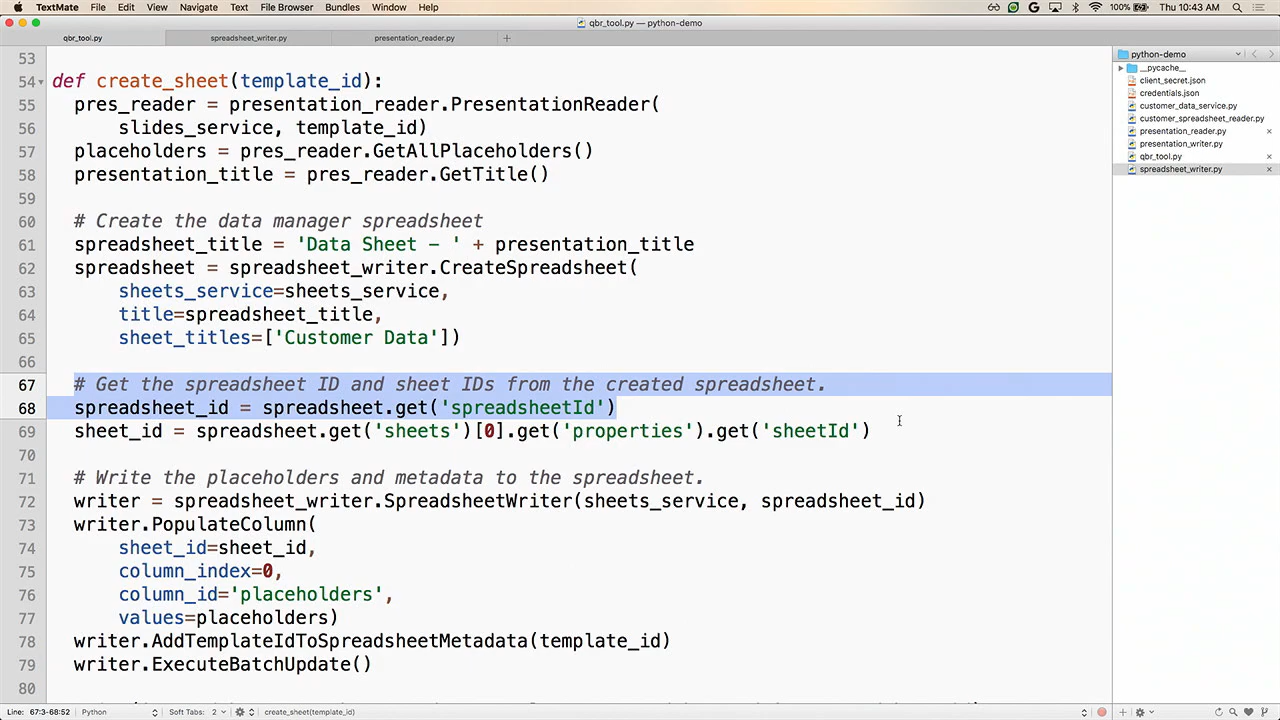 TextMate File Edit View Navigate Text File Browser Bundles Window Help 100% Thu 10:43 AM
qbr_tool.py — python-demo
qbr_tool.py spreadsheet_writer.py presentation_reader.py
53
54 def create_sheet(template_id):
55 pres_reader = presentation_reader.PresentationReader(
56 slides_service, template_id)
57 placeholders = pres_reader.GetAllPlaceholders()
58 presentation_title = pres_reader.GetTitle()
59
60 # Create the data manager spreadsheet
61 spreadsheet_title = 'Data Sheet - ' + presentation_title
62 spreadsheet = spreadsheet_writer.CreateSpreadsheet(
63 sheets_service=sheets_service,
64 title=spreadsheet_title,
65 sheet_titles=['Customer Data'])
66
67 # Get the spreadsheet ID and sheet IDs from the created spreadsheet.
68 spreadsheet_id = spreadsheet.get('spreadsheetId')
69 sheet_id = spreadsheet.get('sheets')[0].get('properties').get('sheetId')
70
71 # Write the placeholders and metadata to the spreadsheet.
72 writer = spreadsheet_writer.SpreadsheetWriter(sheets_service, spreadsheet_id)
73 writer.PopulateColumn(
74 sheet_id=sheet_id,
75 column_index=0,
76 column_id='placeholders',
77 values=placeholders)
78 writer.AddTemplateIdToSpreadsheetMetadata(template_id)
79 writer.ExecuteBatchUpdate()
80
python-demo
__pycache__
client_secret.json
credentials.json
customer_data_service.py
customer_spreadsheet_reader.py
presentation_reader.py
presentation_writer.py
qbr_tool.py
spreadsheet_writer.py
Line: 67:3-68:52 Python Soft Tabs: 2 create_sheet(template_id)